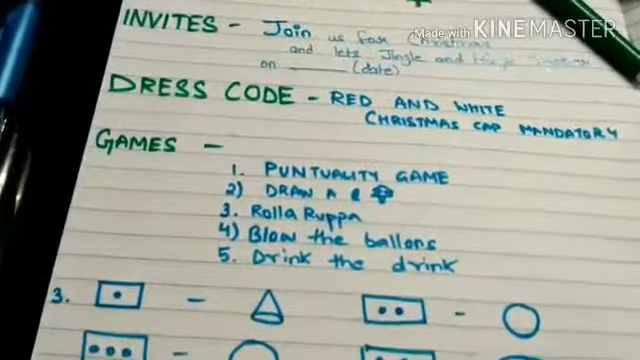 Made with KINEMASTER
INVITES - Join us for Christmas
and lets Jingle and
on ______ (date)
DRESS CODE - RED AND WHITE
CHRISTMAS CAP MANDATORY
GAMES -
1. PUNTUALITY GAME
2) DRAW A &
3. Rolla Ruppa
4) Blow the ballons
5. Drink the drink
3.